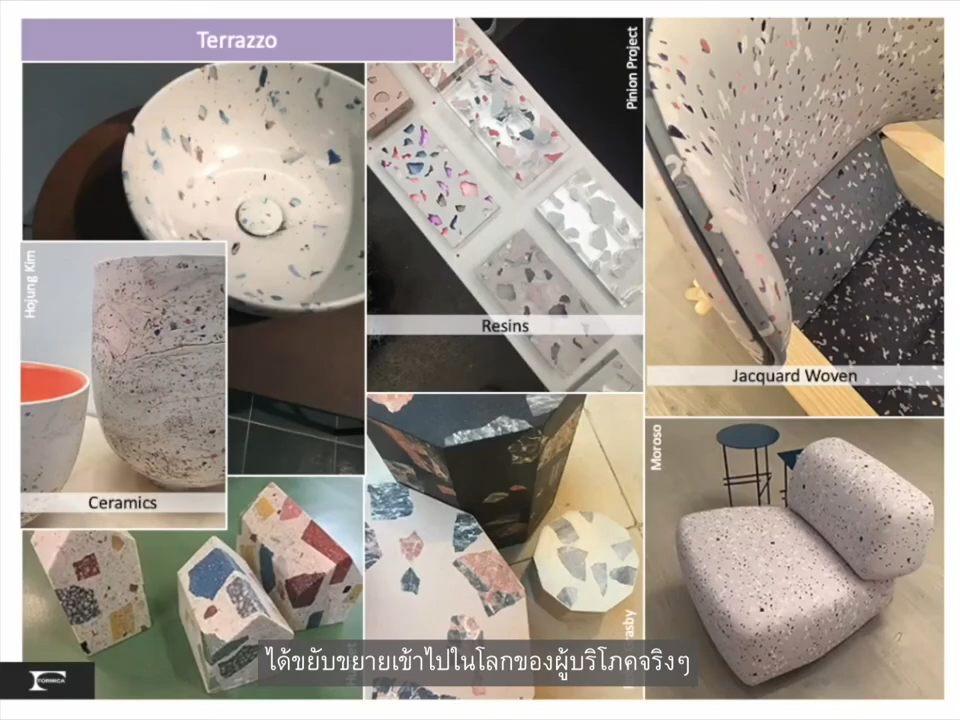 Terrazzo
Pinion Project
Hojung Kim
Resins
Jacquard Woven
Moroso
Ceramics
ได้ขยับขยายเข้าไปในโลกของผู้บริโภคจริงๆ
FORMICA